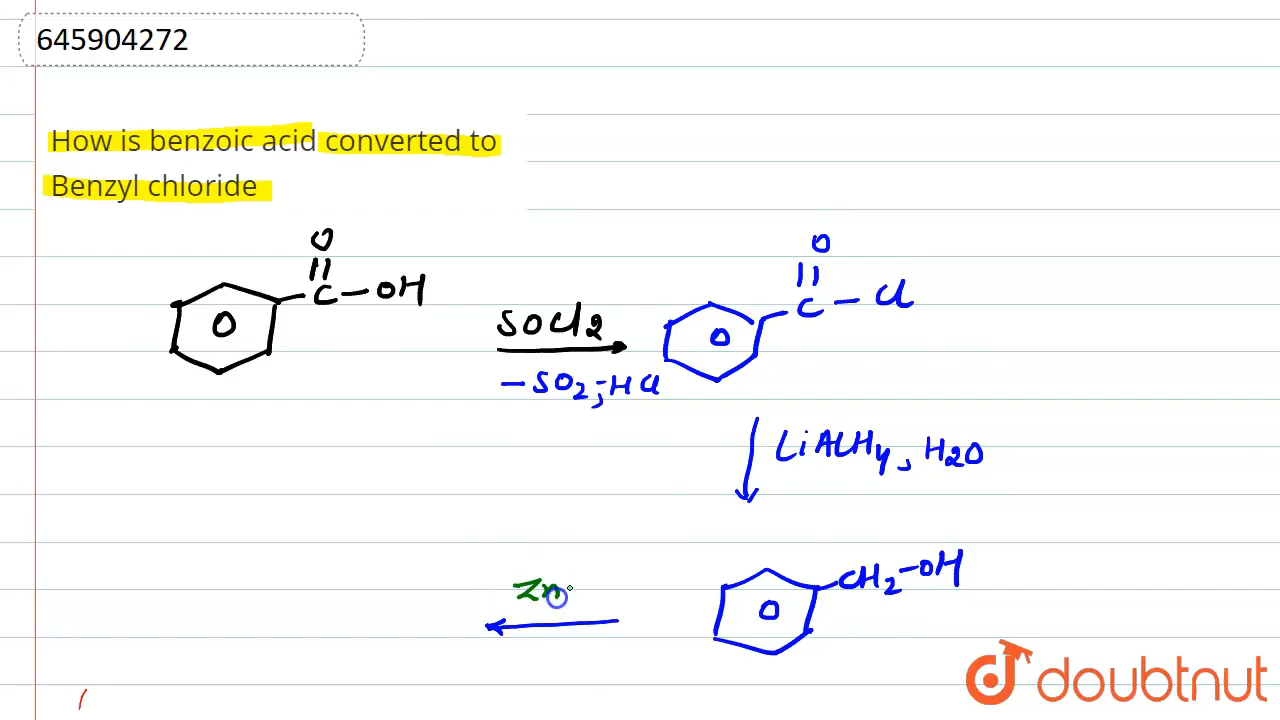 645904272
How is benzoic acid converted to
Benzyl chloride
O
C - OH
O
SOCl2
- SO2, -HCl
O
C - Cl
O
LiAlH4, H2O
CH2-OH
O
Zn
doubtnut